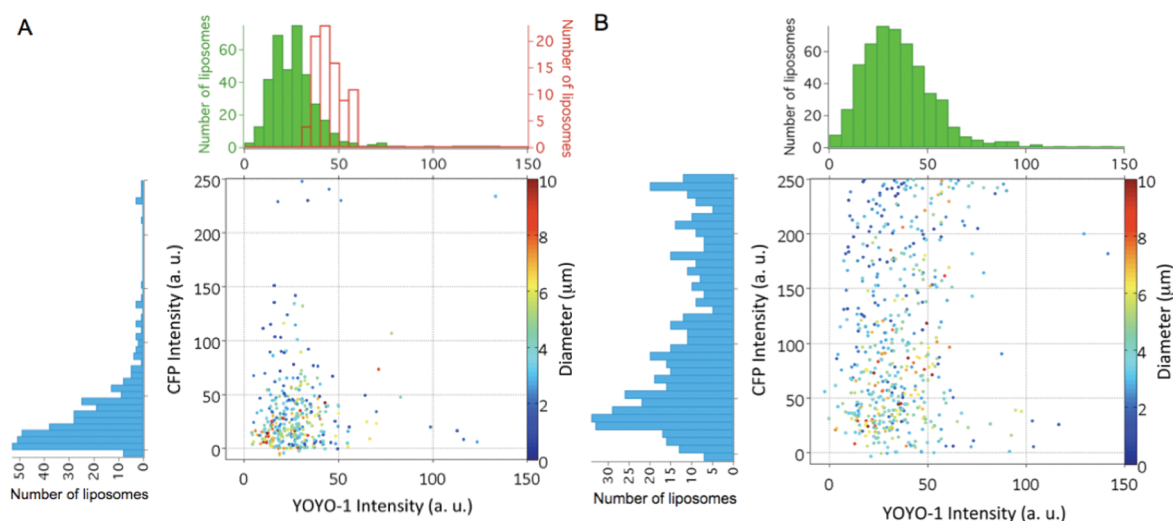 A
Number of liposomes
60
40
20
0
20
15
10
5
0
Number of liposomes
0
50
100
150
250
200
150
100
50
0
CFP Intensity (a. u.)
10
8
6
4
2
0
Diameter (μm)
50 40 30 20 10 0
Number of liposomes
0 50 100 150
YOYO-1 Intensity (a. u.)
B
Number of liposomes
60
40
20
0
0 50 100 150
250
200
150
100
50
0
CFP Intensity (a. u.)
10
8
6
4
2
0
Diameter (μm)
30 25 20 15 10 5 0
Number of liposomes
0 50 100 150
YOYO-1 Intensity (a. u.)